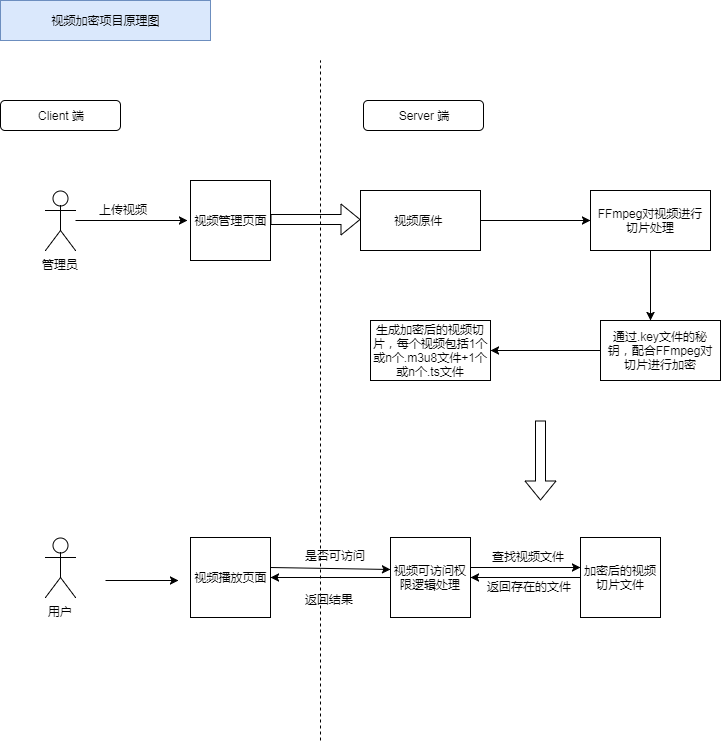 视频加密项目原理图
Client 端
Server 端
上传视频
管理员
视频管理页面
视频原件
FFmpeg对视频进行
切片处理
生成加密后的视频切
片，每个视频包括1个
或n个.m3u8文件+1个
或n个.ts文件
通过.key文件的秘
钥，配合FFmpeg对
切片进行加密
用户
视频播放页面
是否可访问
返回结果
视频可访问权
限逻辑处理
查找视频文件
返回存在的文件
加密后的视频
切片文件